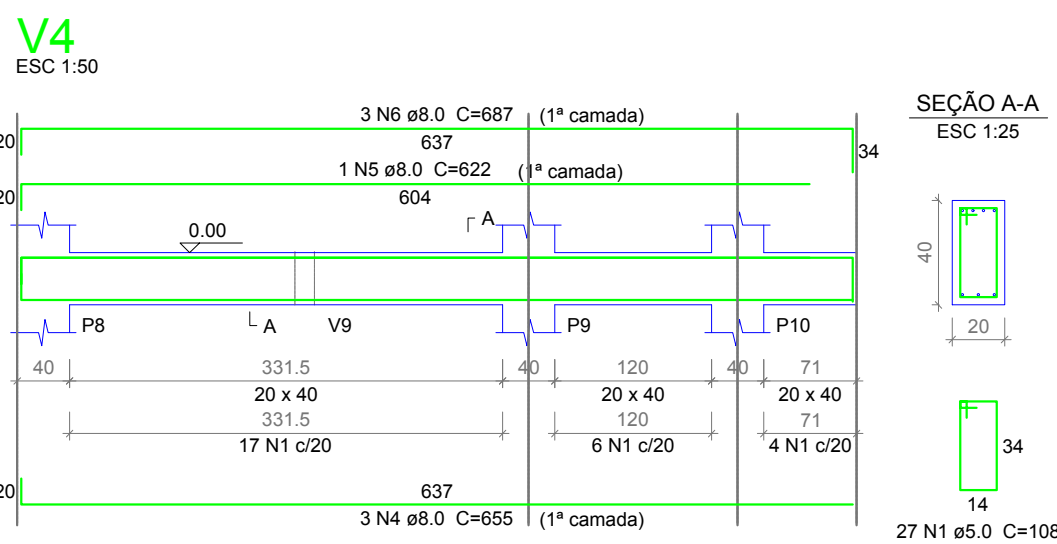 V4
ESC 1:50
3 N6 ø8.0 C=687 (1ª camada)
20 637 34
1 N5 ø8.0 C=622 (1ª camada)
20 604
A
0.00
A
P8 V9 P9 P10
40 331.5 40 120 40 71
20 x 40 20 x 40 20 x 40
331.5 120 71
17 N1 c/20 6 N1 c/20 4 N1 c/20
20 637
3 N4 ø8.0 C=655 (1ª camada)
SEÇÃO A-A
ESC 1:25
40
20
34
14
27 N1 ø5.0 C=108